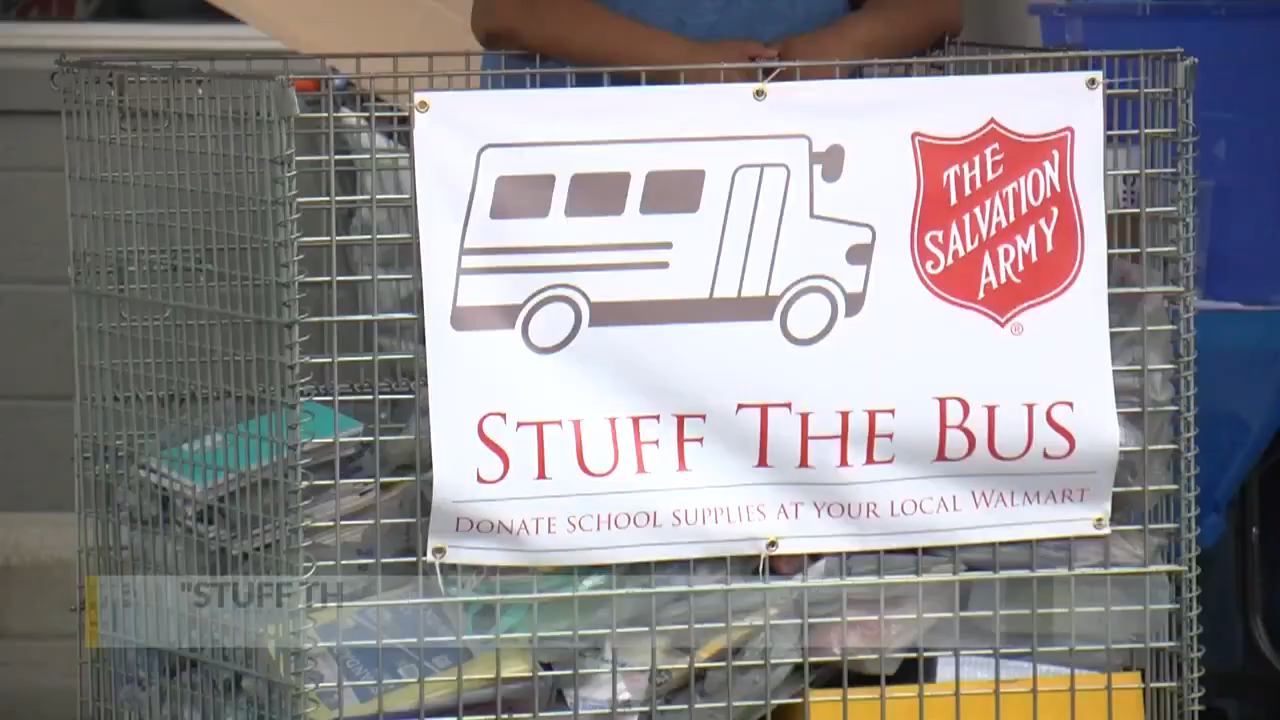 THE
SALVATION
ARMY
®
STUFF THE BUS
DONATE SCHOOL SUPPLIES AT YOUR LOCAL WALMART
"STUFF TH